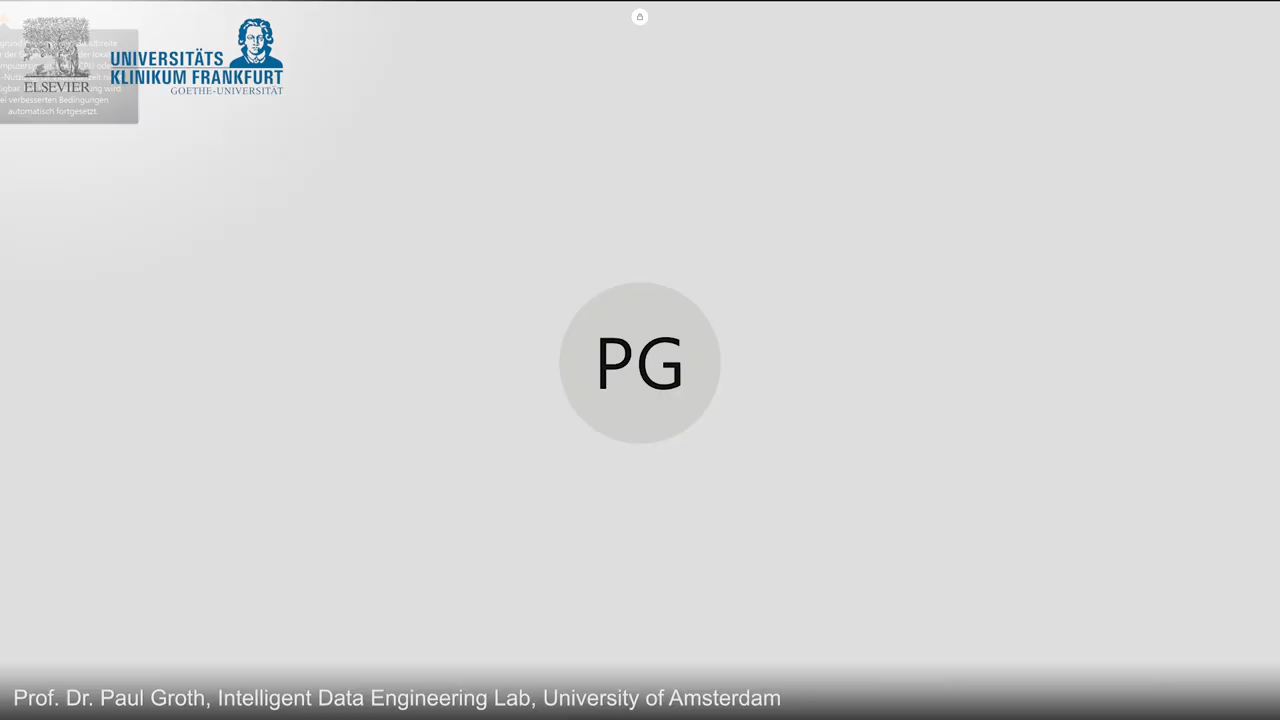 ELSEVIER
UNIVERSITÄTS
KLINIKUM FRANKFURT
GOETHE-UNIVERSITÄT
ei verbesserten Bedingungen
automatisch fortgesetzt.
PG
Prof. Dr. Paul Groth, Intelligent Data Engineering Lab, University of Amsterdam